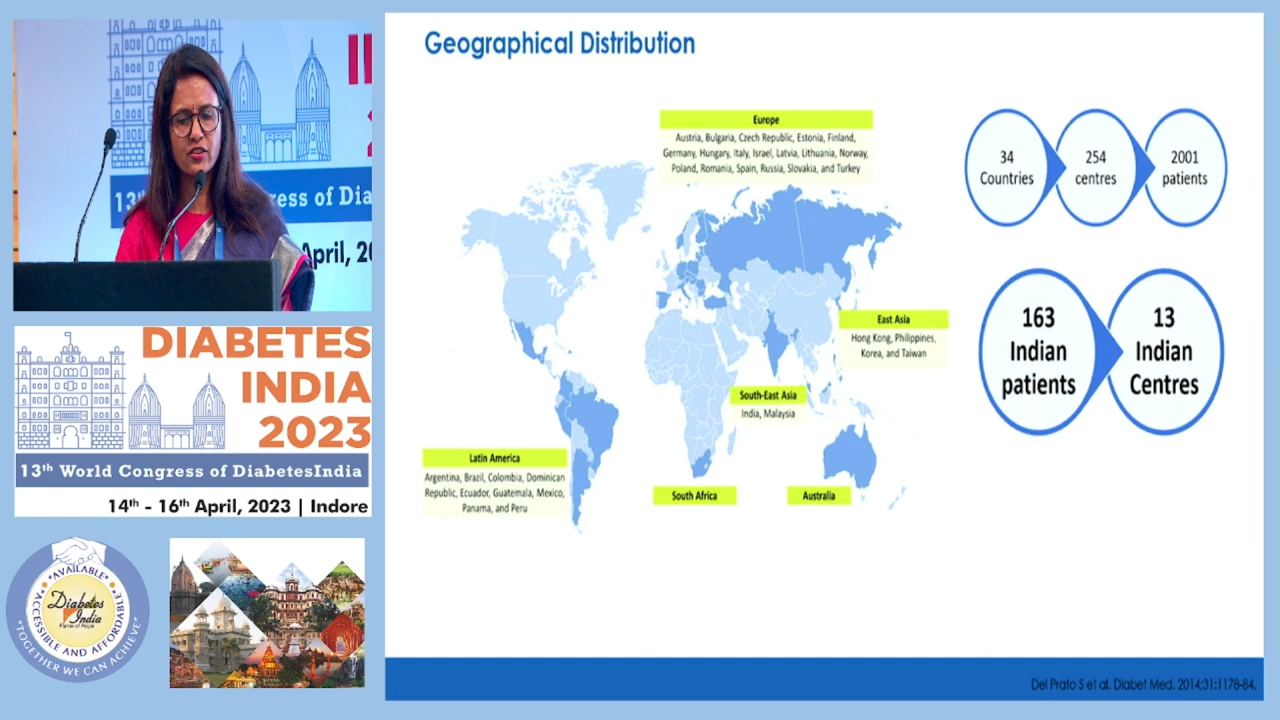 Geographical Distribution
Europe
Austria, Bulgaria, Czech Republic, Estonia, Finland,
Germany, Hungary, Italy, Israel, Latvia, Lithuania, Norway,
Poland, Romania, Spain, Russia, Slovakia, and Turkey
34
Countries
254
centres
2001
patients
163
Indian
patients
13
Indian
Centres
East Asia
Hong Kong, Philippines,
Korea, and Taiwan
South-East Asia
India, Malaysia
Latin America
Argentina, Brazil, Colombia, Dominican
Republic, Ecuador, Guatemala, Mexico,
Panama, and Peru
South Africa
Australia
Del Prato S et al. Diabet Med. 2014;31:1178-84.
ess of Dia
April, 20
DIABETES
INDIA
2023
13th World Congress of DiabetesIndia
14th - 16th April, 2023 | Indore
"AVAILABLE"
"ACCESSIBLE AND AFFORDABLE"
"TOGETHER WE CAN ACHIEVE"
Diabetes
India